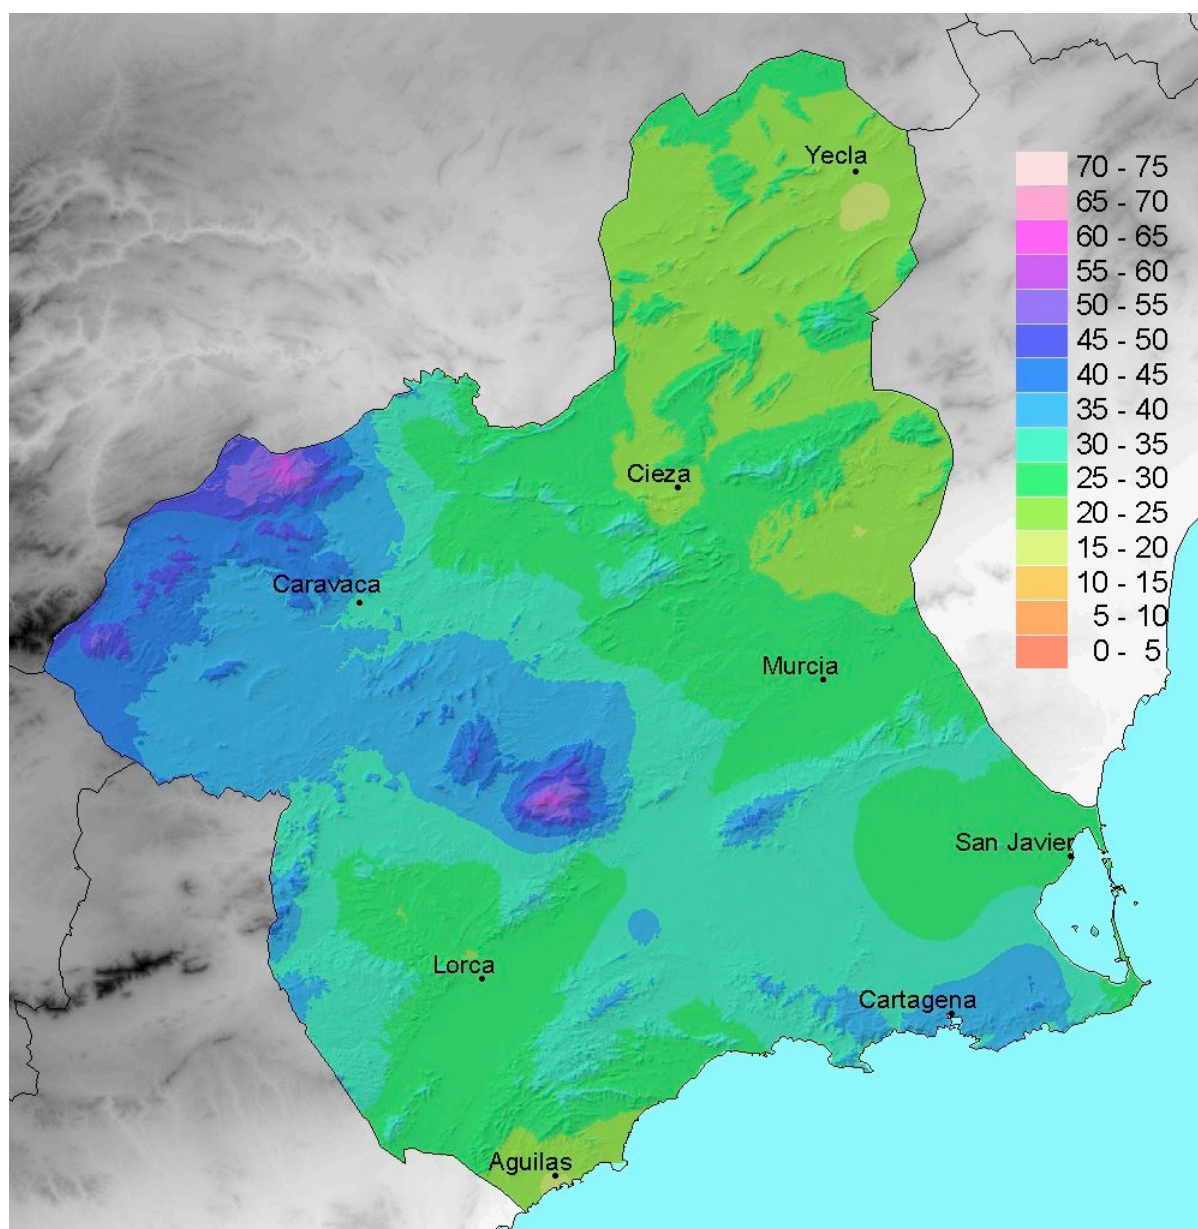 Yecla
70 - 75
65 - 70
60 - 65
55 - 60
50 - 55
45 - 50
40 - 45
35 - 40
30 - 35
25 - 30
20 - 25
15 - 20
10 - 15
5 - 10
0 - 5
Cieza
Caravaca
Murcia
San Javier
Lorca
Cartagena
Aguilas